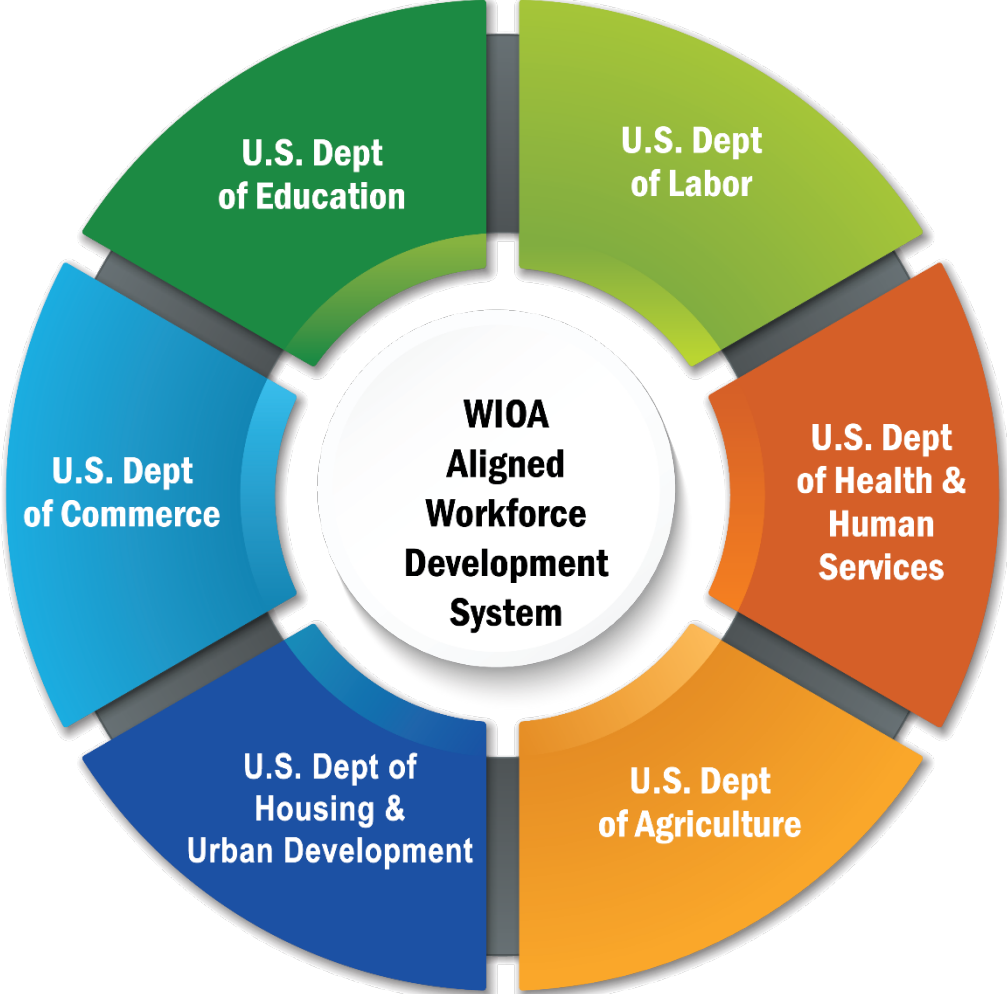 U.S. Dept
of Education
U.S. Dept
of Labor
U.S. Dept
of Health &
Human
Services
U.S. Dept
of Agriculture
U.S. Dept of
Housing &
Urban Development
U.S. Dept
of Commerce
WIOA
Aligned
Workforce
Development
System